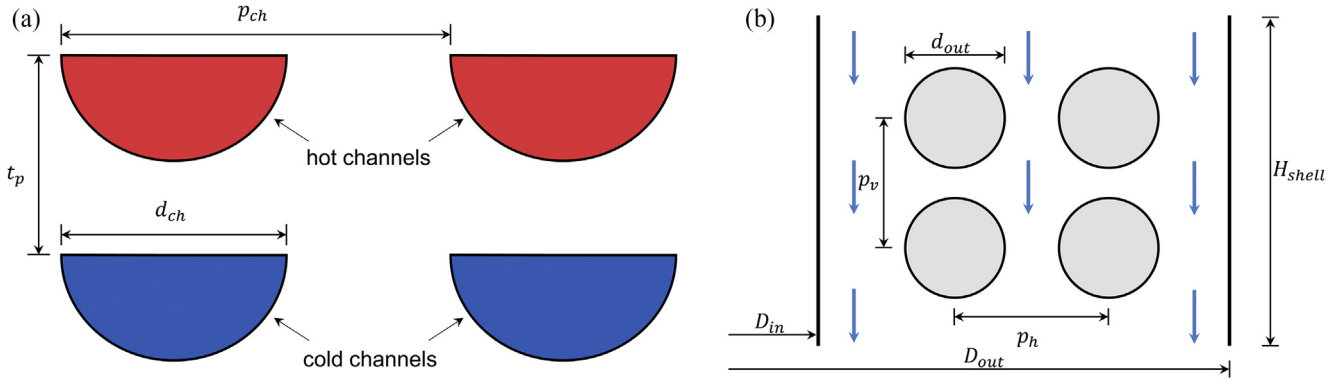 (a)
p_ch
hot channels
t_p
d_ch
cold channels
(b)
d_out
p_v
H_shell
D_in
p_h
D_out